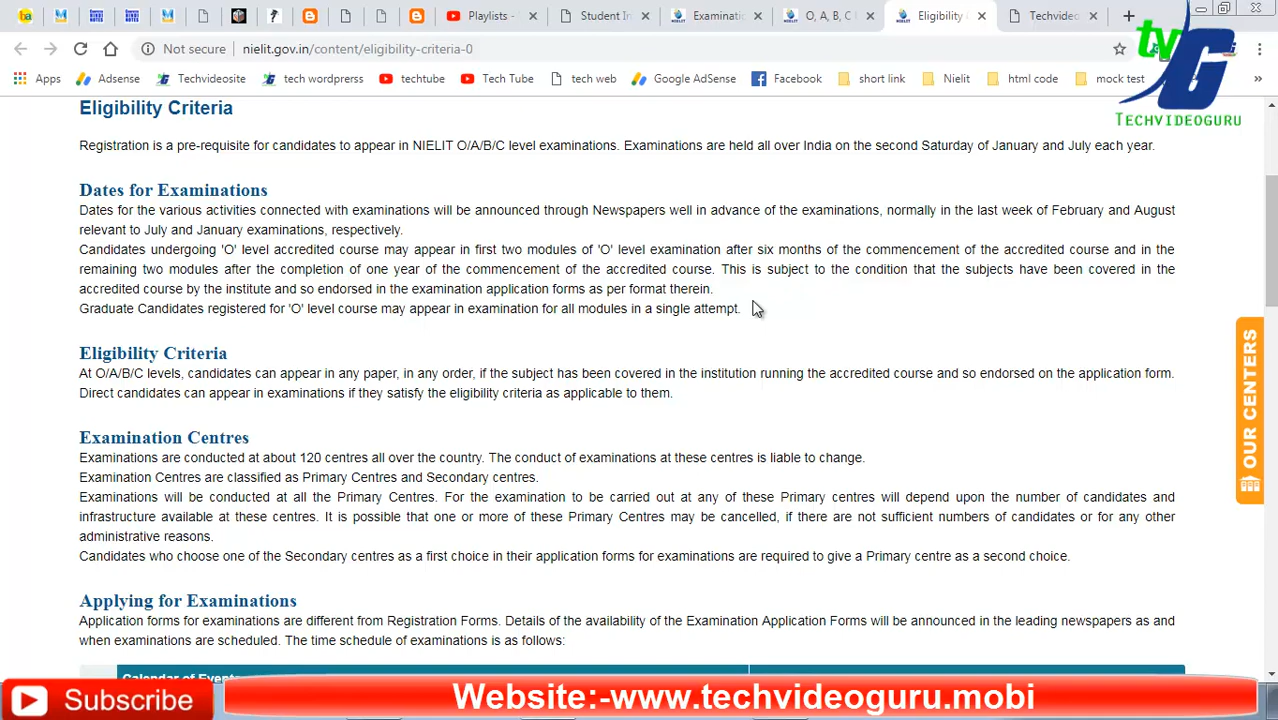 Playlists -
Student In
Examinatio
O, A, B, C
Eligibility
Techvideo
Not secure
nielit.gov.in/content/eligibility-criteria-0
Apps
Adsense
Techvideosite
tech wordprerss
techtube
Tech Tube
tech web
Google AdSense
Facebook
short link
Nielit
html code
mock test
»
tv
G
TECHVIDEOGURU
Eligibility Criteria
Registration is a pre-requisite for candidates to appear in NIELIT O/A/B/C level examinations. Examinations are held all over India on the second Saturday of January and July each year.
Dates for Examinations
Dates for the various activities connected with examinations will be announced through Newspapers well in advance of the examinations, normally in the last week of February and August
relevant to July and January examinations, respectively.
Candidates undergoing 'O' level accredited course may appear in first two modules of 'O' level examination after six months of the commencement of the accredited course and in the
remaining two modules after the completion of one year of the commencement of the accredited course. This is subject to the condition that the subjects have been covered in the
accredited course by the institute and so endorsed in the examination application forms as per format therein.
Graduate Candidates registered for 'O' level course may appear in examination for all modules in a single attempt.
Eligibility Criteria
At O/A/B/C levels, candidates can appear in any paper, in any order, if the subject has been covered in the institution running the accredited course and so endorsed on the application form.
Direct candidates can appear in examinations if they satisfy the eligibility criteria as applicable to them.
OUR CENTERS
Examination Centres
Examinations are conducted at about 120 centres all over the country. The conduct of examinations at these centres is liable to change.
Examination Centres are classified as Primary Centres and Secondary centres.
Examinations will be conducted at all the Primary Centres. For the examinaion to be carried out at any of these Primary centres will depend upon the number of candidates and
infrastructure available at these centres. It is possible that one or more of these Primary Centres may be cancelled, if there are not sufficient numbers of candidates or for any other
administrative reasons.
Candidates who choose one of the Secondary centres as a first choice in their application forms for examinations are required to give a Primary centre as a second choice.
Applying for Examinations
Application forms for examinations are different from Registration Forms. Details of the availability of the Examination Application Forms will be announced in the leading newspapers as and
when examinations are scheduled. The time schedule of examinations is as follows:
Calendar of Events
Subscribe
Website:-www.techvideoguru.mobi